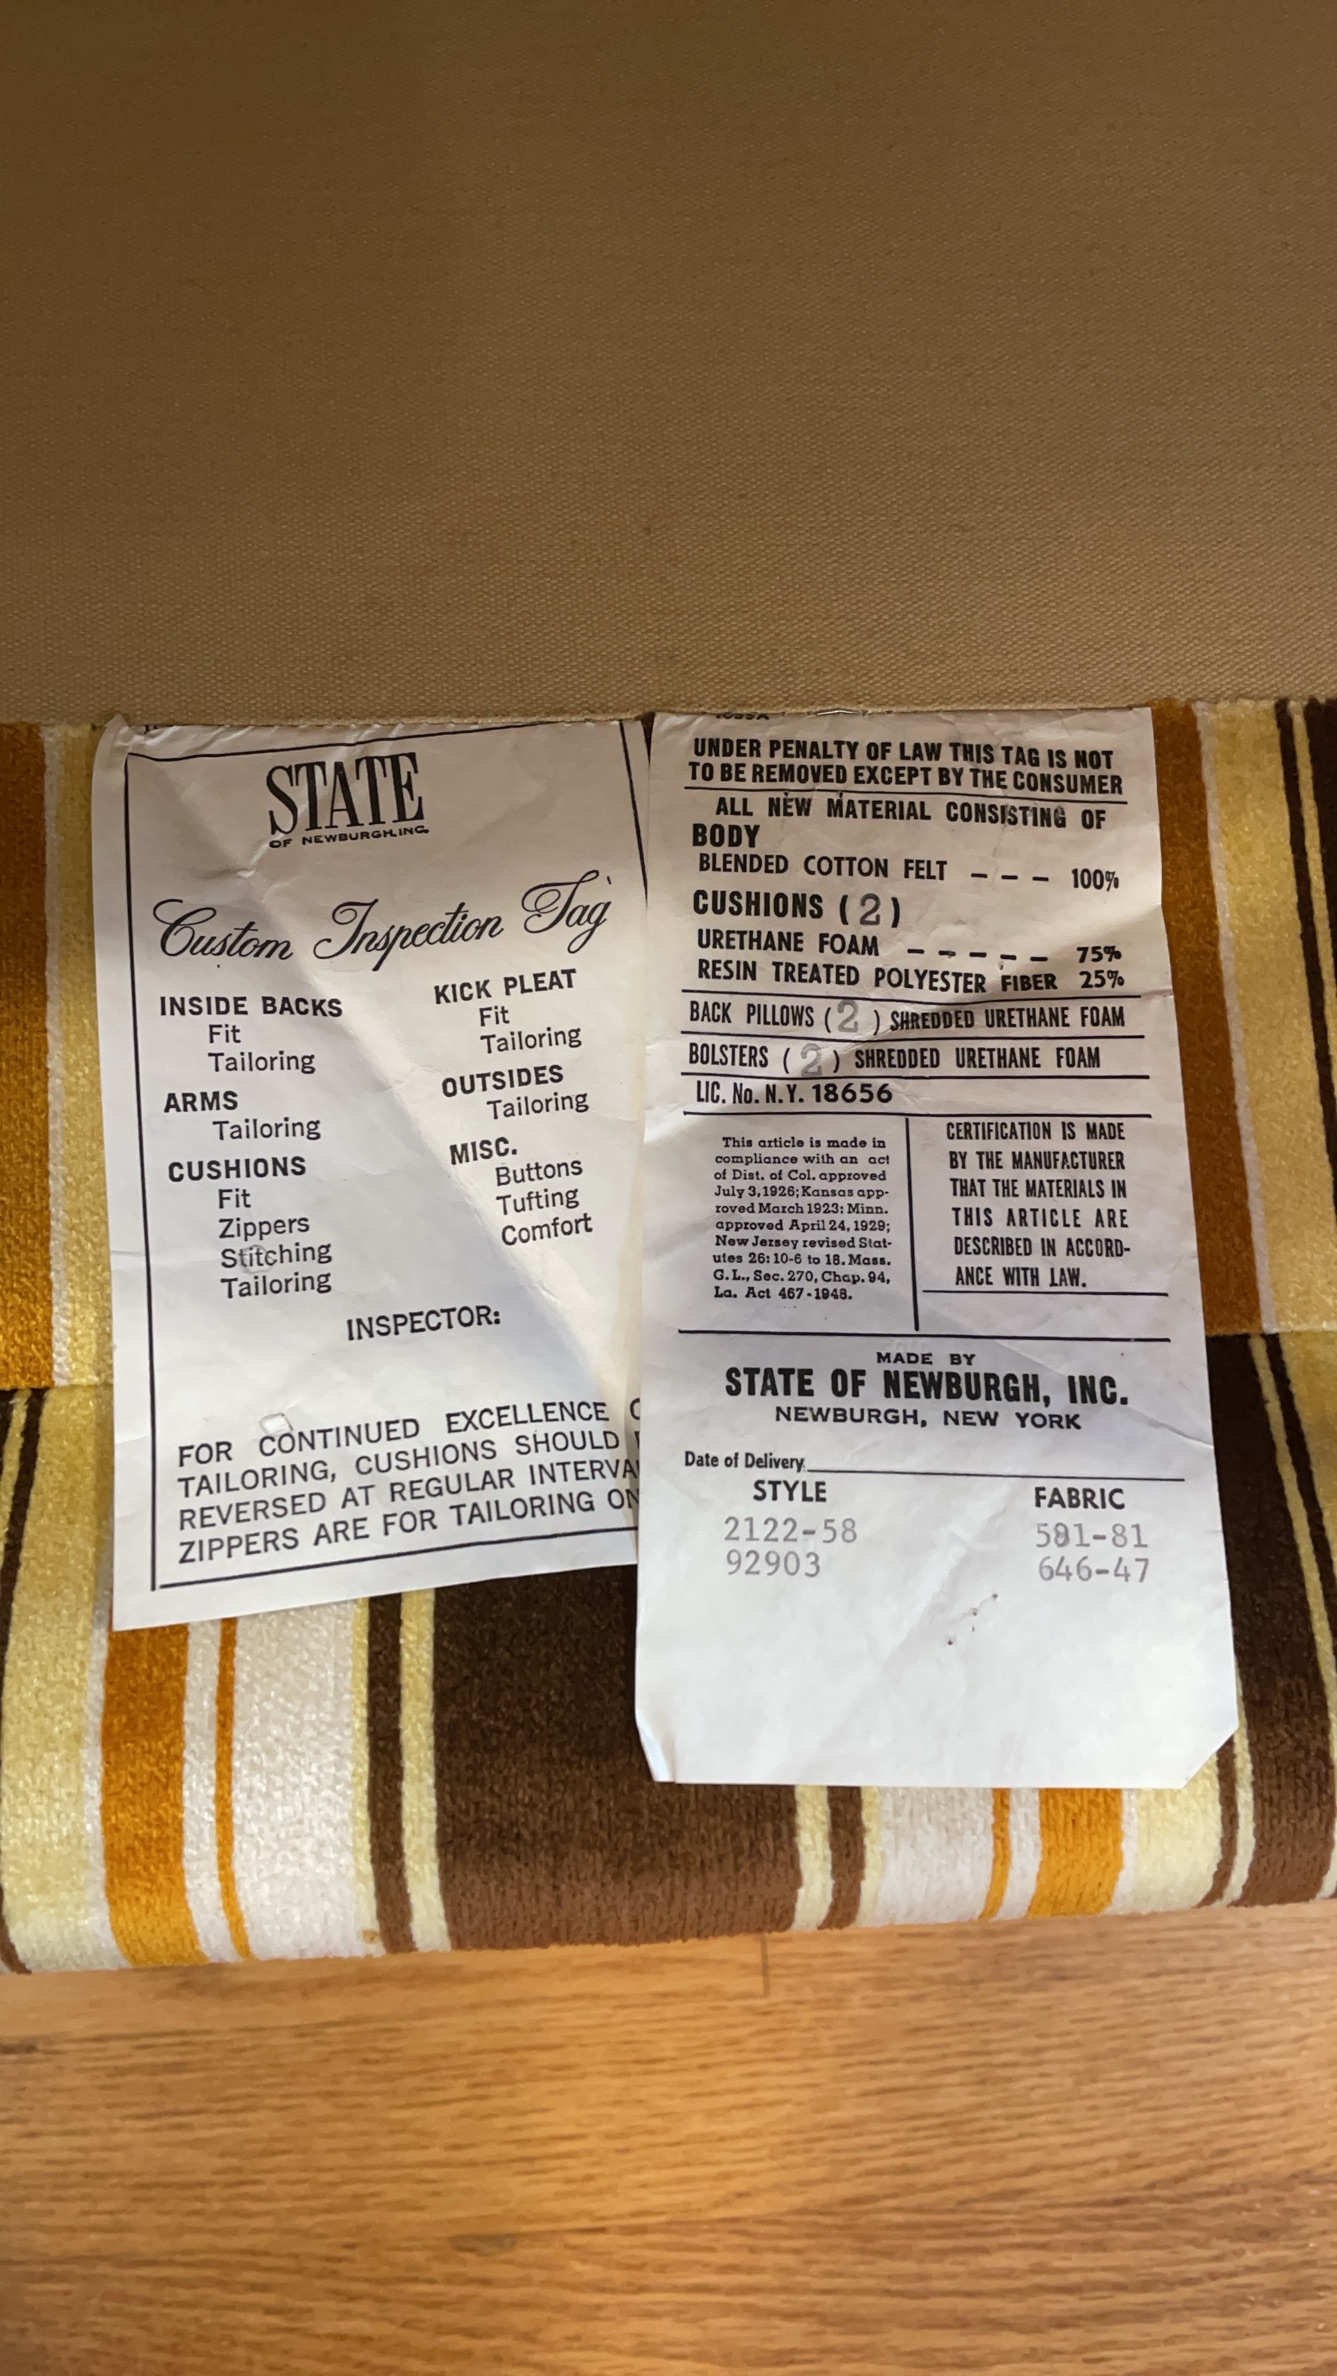 STATE
OF NEWBURGH, INC.
Custom Inspection Tag
INSIDE BACKS
Fit
Tailoring
ARMS
Tailoring
CUSHIONS
Fit
Zippers
Stitching
Tailoring
KICK PLEAT
Fit
Tailoring
OUTSIDES
Tailoring
MISC.
Buttons
Tufting
Comfort
INSPECTOR:
FOR CONTINUED EXCELLENCE
TAILORING, CUSHIONS SHOULD
REVERSED AT REGULAR
ZIPPERS ARE FOR TAILORING
UNDER PENALTY OF LAW THIS TAG IS NOT
TO BE REMOVED EXCEPT BY THE CONSUMER
ALL NEW MATERIAL CONSISTING OF
BODY
BLENDED COTTON FELT - - - 100%
CUSHIONS (2)
URETHANE FOAM - - - - - - 75%
RESIN TREATED POLYESTER FIBER 25%
BACK PILLOWS (2) SHREDDED URETHANE FOAM
BOLSTERS (2) SHREDDED URETHANE FOAM
LIC. No. N.Y. 18656
This article is made in
compliance with an act
of Dist. of Col. approved
July 3, 1926; Kansas app-
roved March 1923: Minn.
approved April 24, 1929;
New Jersey revised Stat-
utes 26: 10-6 to 18. Mass.
G. L., Sec. 270, Chap. 94,
La. Act 467-1948.
CERTIFICATION IS MADE
BY THE MANUFACTURER
THAT THE MATERIALS IN
THIS ARTICLE ARE
DESCRIBED IN ACCORD-
ANCE WITH LAW.
MADE BY
STATE OF NEWBURGH, INC.
NEWBURGH, NEW YORK
Date of Delivery
STYLE FABRIC
2122-58 591-81
92903 646-47